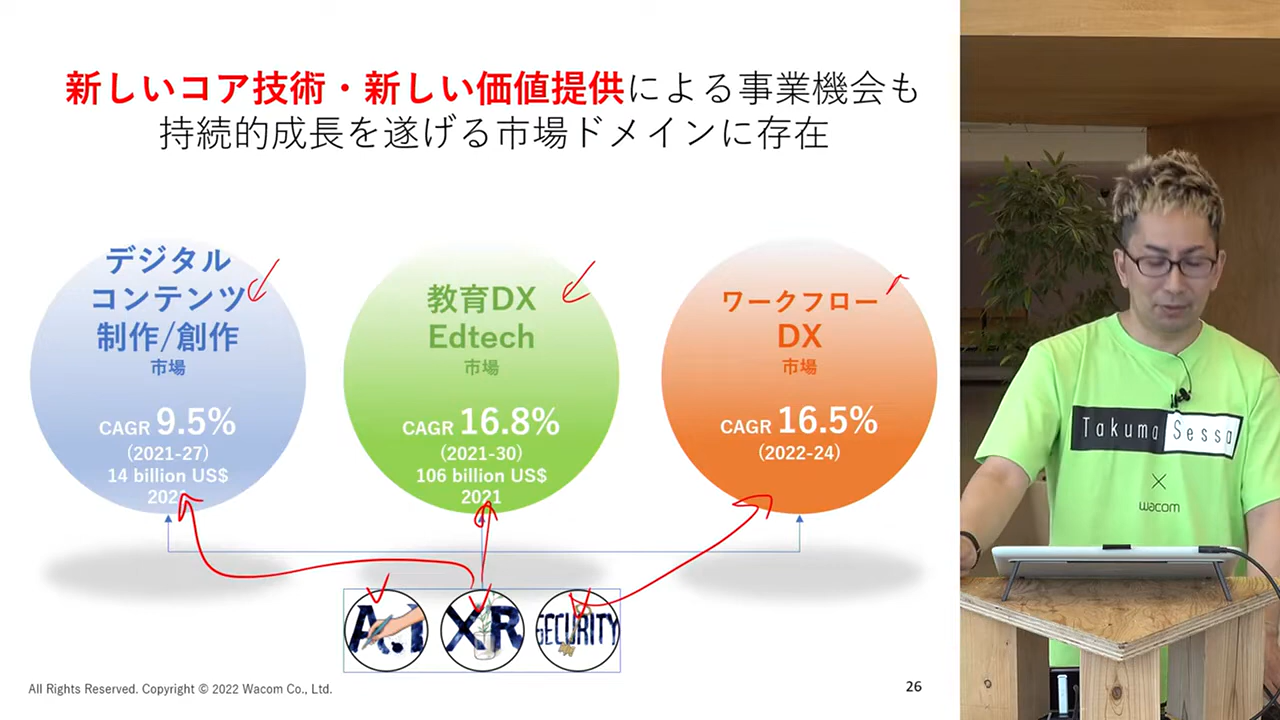 新しいコア技術・新しい価値提供による事業機会も
持続的成長を遂げる市場ドメインに存在
デジタル
コンテンツ
制作/創作
市場
CAGR 9.5%
（2021-27）
14 billion US$
教育DX
Edtech
市場
CAGR 16.8%
（2021-30）
106 billion US$
2021
ワークフロー
DX
市場
CAGR 16.5%
（2022-24）
A.I
XR
SECURITY
All Rights Reserved. Copyright © 2022 Wacom Co., Ltd.
26
Takuma Sessa
×
wacom